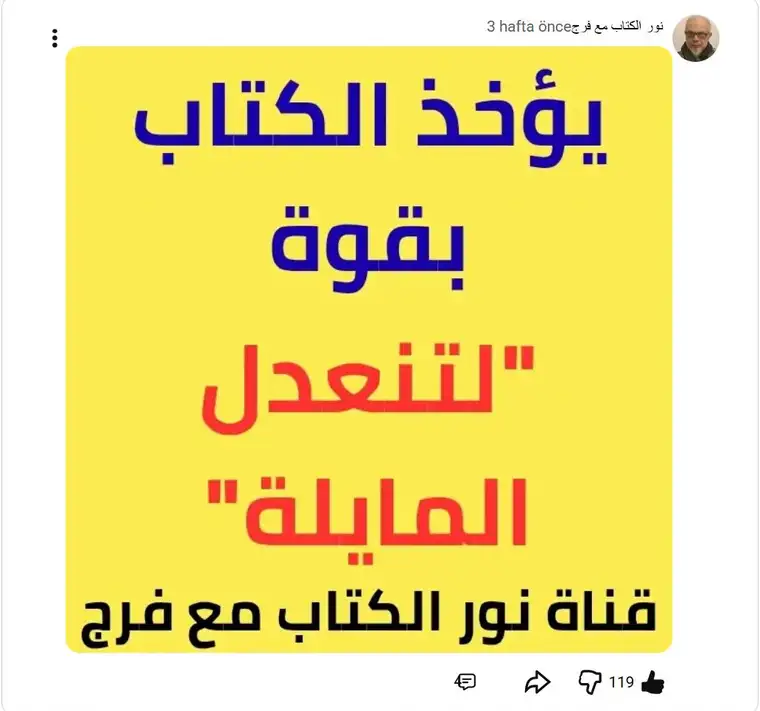 نور الكتاب مع فرج 3 hafta önce
يؤخذ الكتاب
بقوة
"لتنعدل
المايلة"
قناة نور الكتاب مع فرج
119
4